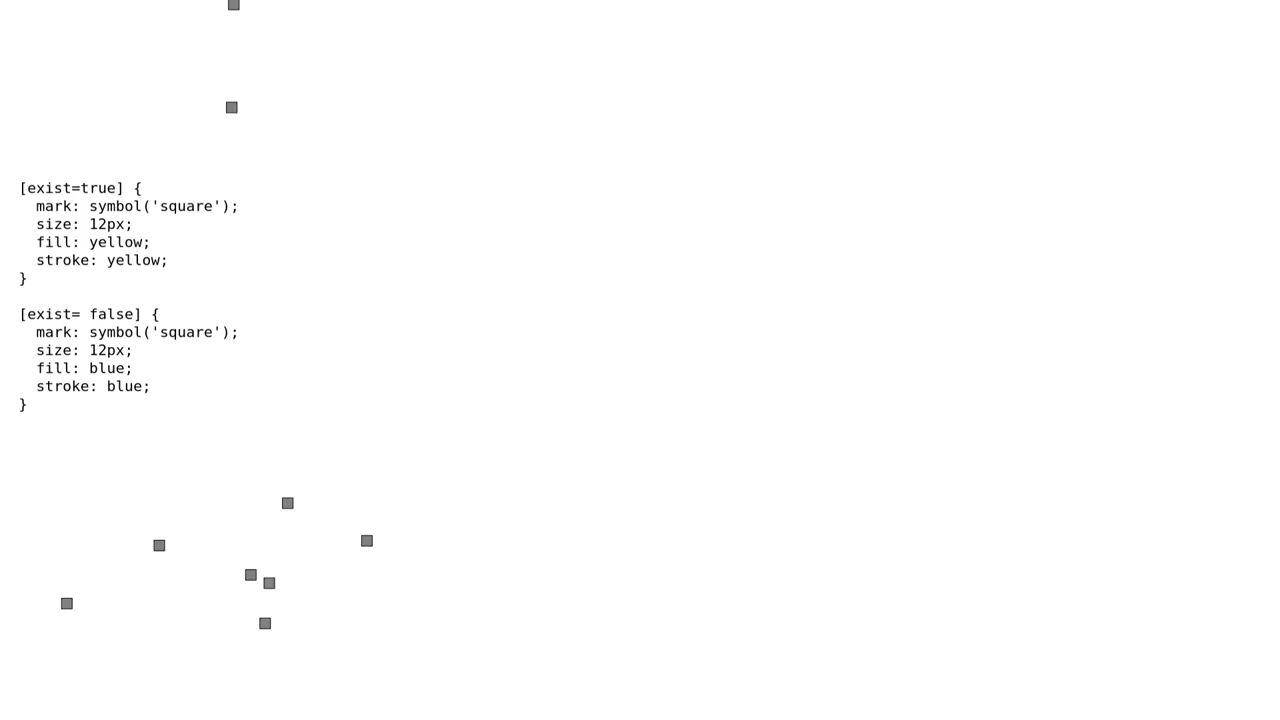 [exist=true] {
  mark: symbol('square');
  size: 12px;
  fill: yellow;
  stroke: yellow;
}

[exist= false] {
  mark: symbol('square');
  size: 12px;
  fill: blue;
  stroke: blue;
}